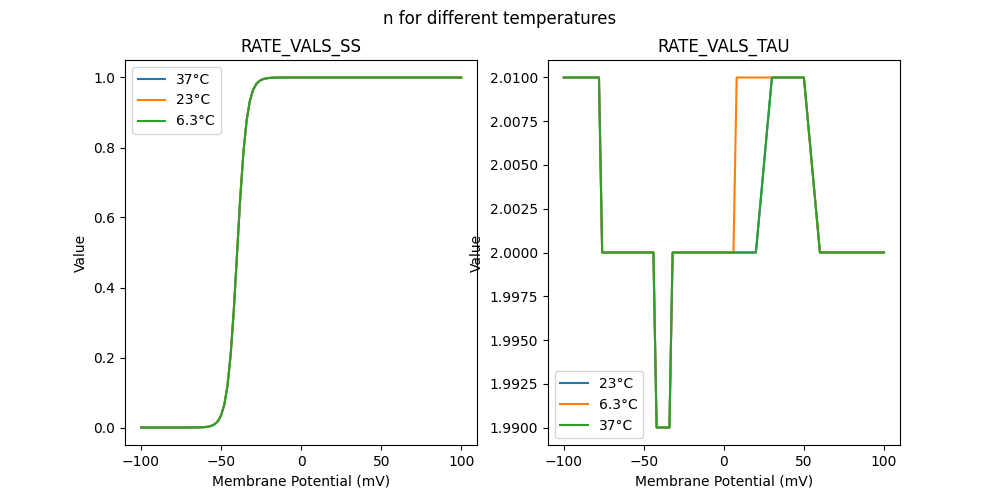 n for different temperatures
RATE_VALS_SS
37°C
23°C
6.3°C
1.0
0.8
0.6
0.4
0.2
0.0
Value
−100
−50
0
50
100
Membrane Potential (mV)
RATE_VALS_TAU
2.0100
2.0075
2.0050
2.0025
2.0000
1.9975
1.9950
1.9925
1.9900
Value
23°C
6.3°C
37°C
−100
−50
0
50
100
Membrane Potential (mV)